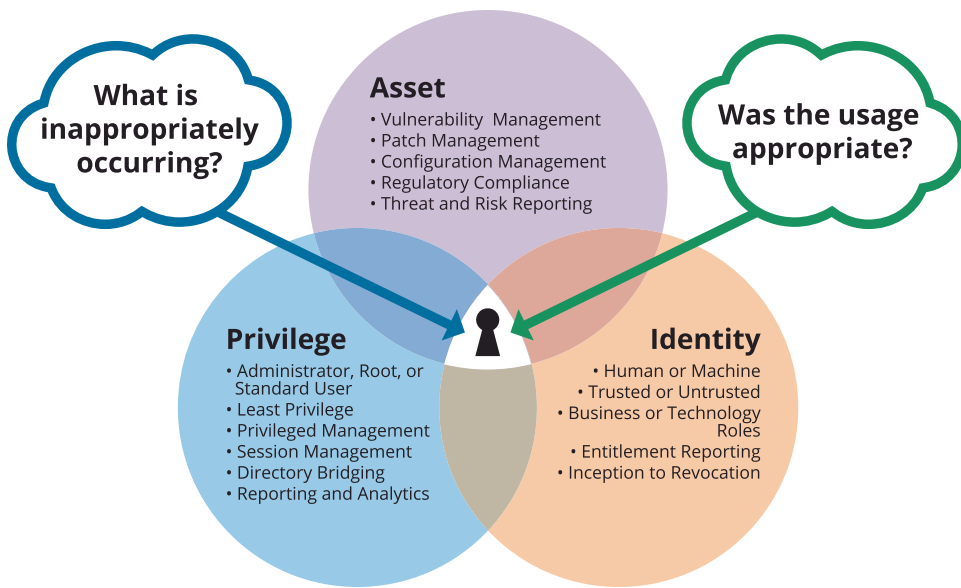 What is
inappropriately
occurring?
Asset
• Vulnerability  Management
• Patch Management
• Configuration Management
• Regulatory Compliance
• Threat and Risk Reporting
Was the usage
appropriate?
Privilege
• Administrator, Root, or
Standard User
• Least Privilege
• Privileged Management
• Session Management
• Directory Bridging
• Reporting and Analytics
Identity
• Human or Machine
• Trusted or Untrusted
• Business or Technology
Roles
• Entitlement Reporting
• Inception to Revocation